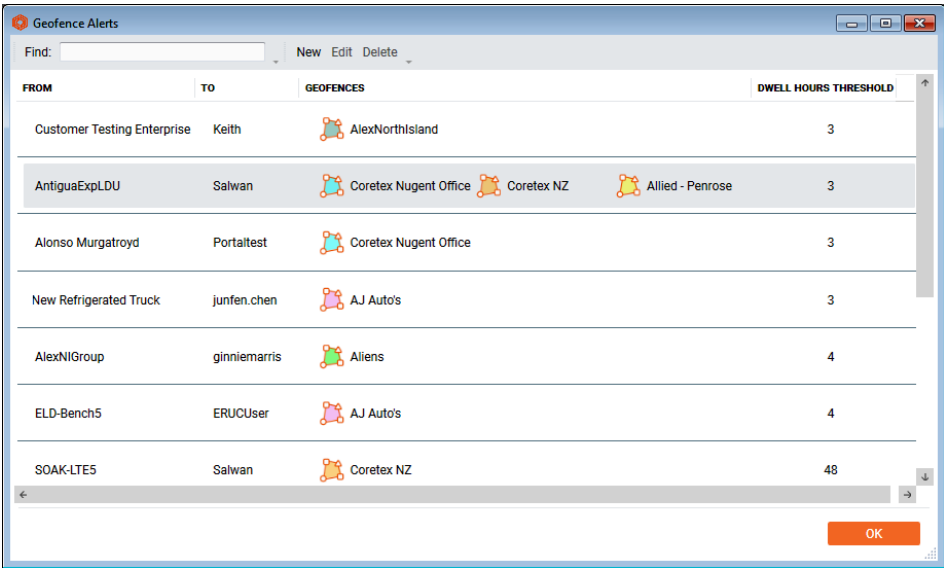 Geofence Alerts
Find: New Edit Delete
FROM TO GEOFENCES DWELL HOURS THRESHOLD
Customer Testing Enterprise Keith AlexNorthIsland 3
AntiguaExpLDU Salwan Coretex Nugent Office Coretex NZ Allied - Penrose 3
Alonso Murgatroyd Portaltest Coretex Nugent Office 3
New Refrigerated Truck junfen.chen AJ Auto's 3
AlexNIGroup ginniemarris Aliens 4
ELD-Bench5 ERUCUser AJ Auto's 4
SOAK-LTE5 Salwan Coretex NZ 48
OK